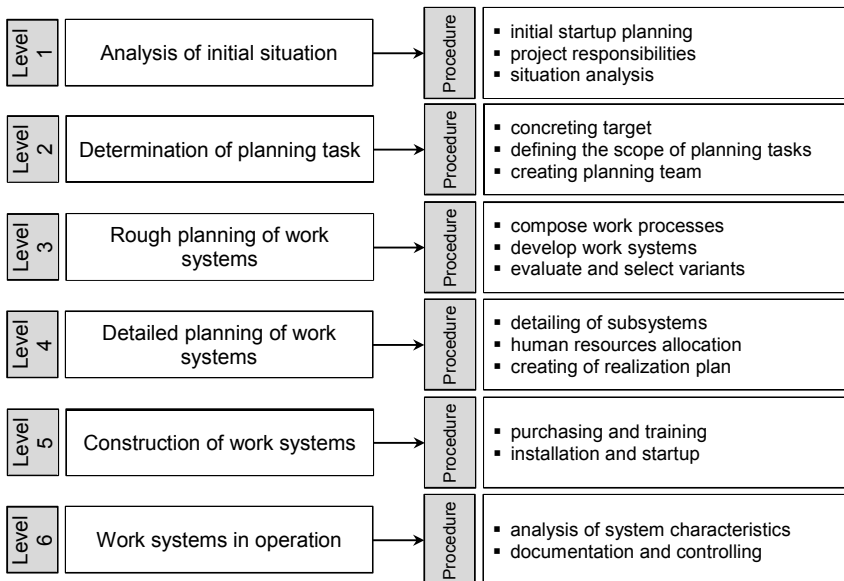 Level
1
Analysis of initial situation
Procedure
▪ initial startup planning
▪ project responsibilities
▪ situation analysis
Level
2
Determination of planning task
Procedure
▪ concreting target
▪ defining the scope of planning tasks
▪ creating planning team
Level
3
Rough planning of work
systems
Procedure
▪ compose work processes
▪ develop work systems
▪ evaluate and select variants
Level
4
Detailed planning of work
systems
Procedure
▪ detailing of subsystems
▪ human resources allocation
▪ creating of realization plan
Level
5
Construction of work systems
Procedure
▪ purchasing and training
▪ installation and startup
Level
6
Work systems in operation
Procedure
▪ analysis of system characteristics
▪ documentation and controlling